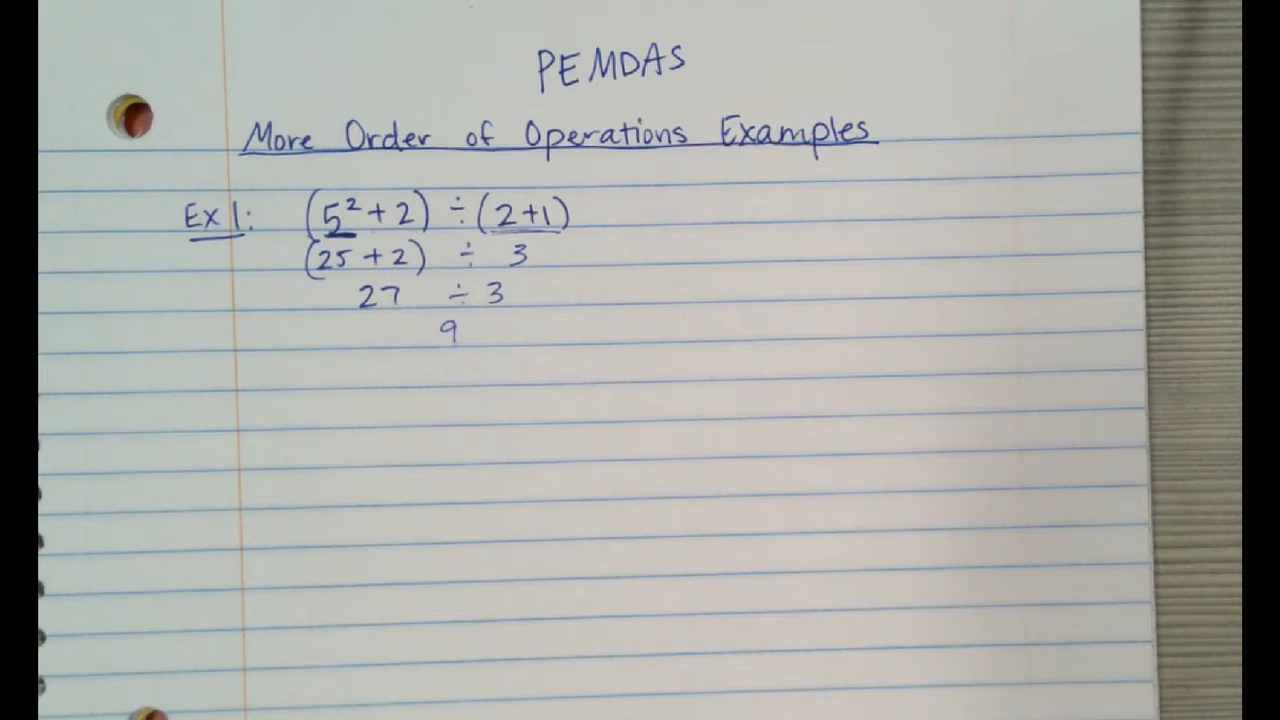 PEMDAS
More Order of Operations Examples
Ex 1: (5² + 2) ÷ (2+1)
(25 + 2) ÷ 3
27 ÷ 3
9